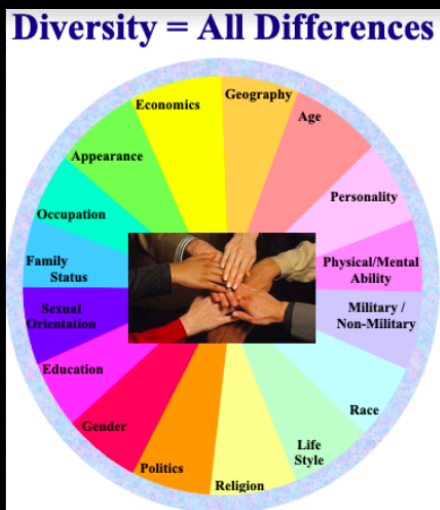 Diversity = All Differences
Economics
Geography
Age
Appearance
Personality
Occupation
Family
Status
Physical/Mental
Ability
Sexual
Orientation
Military /
Non-Military
Education
Race
Gender
Life
Style
Politics
Religion